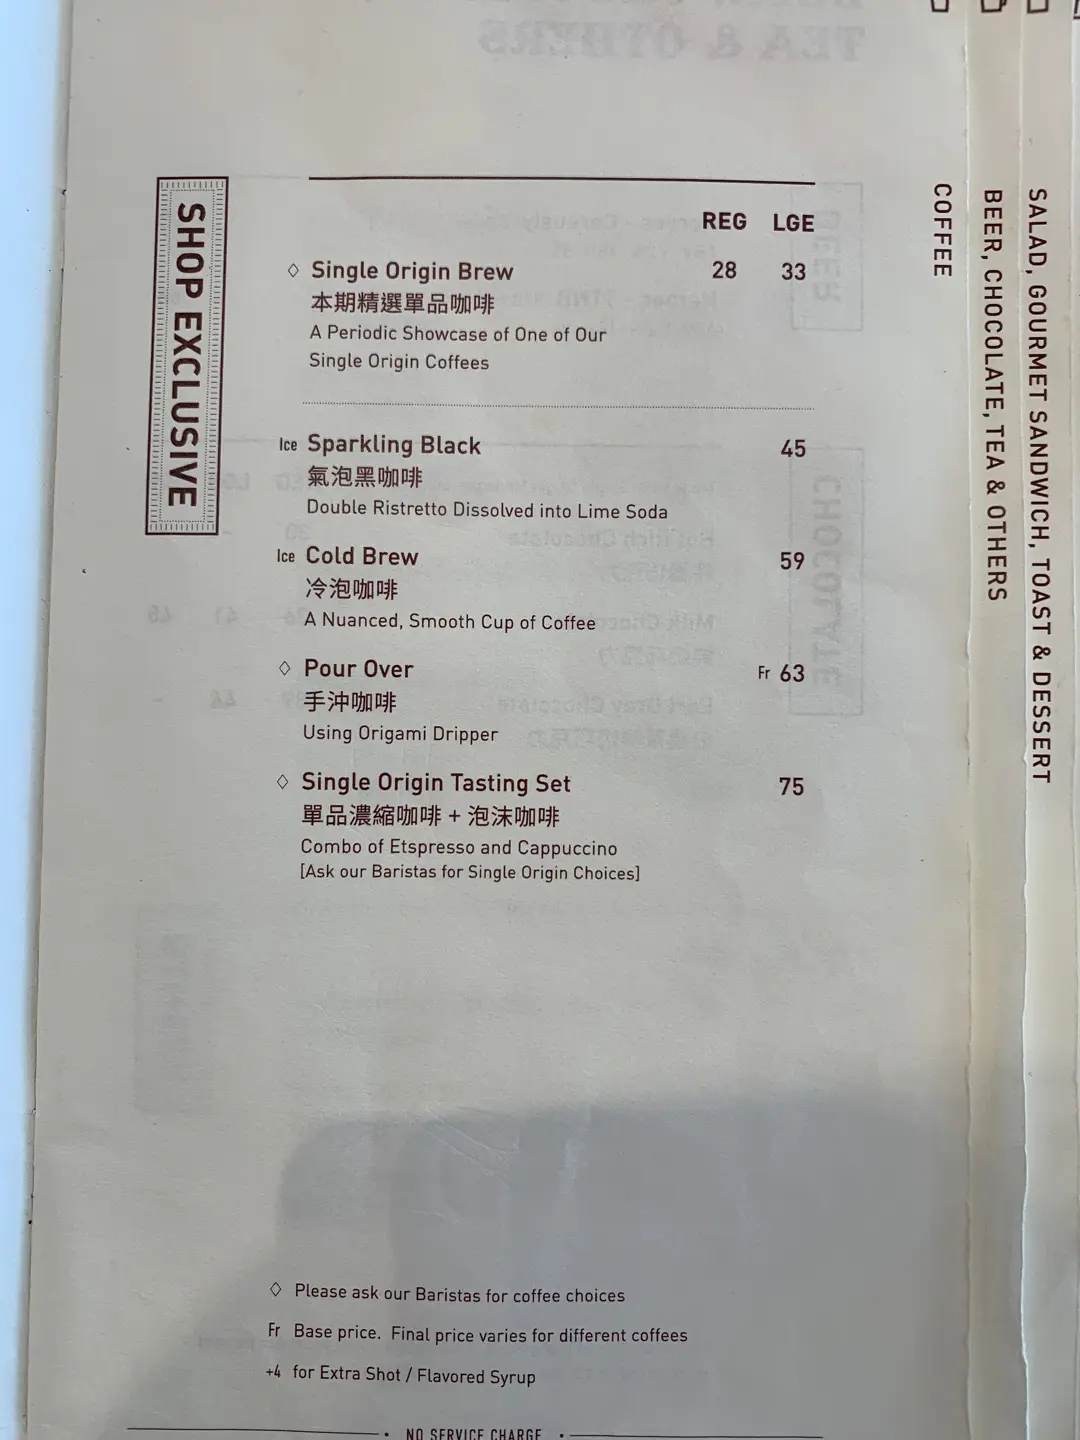 SHOP EXCLUSIVE
REG LGE
◇ Single Origin Brew 28 33
本期精選單品咖啡
A Periodic Showcase of One of Our
Single Origin Coffees
Ice Sparkling Black 45
氣泡黑咖啡
Double Ristretto Dissolved into Lime Soda
Ice Cold Brew 59
冷泡咖啡
A Nuanced, Smooth Cup of Coffee
◇ Pour Over Fr 63
手沖咖啡
Using Origami Dripper
◇ Single Origin Tasting Set 75
單品濃縮咖啡 + 泡沫咖啡
Combo of Etspresso and Cappuccino
[Ask our Baristas for Single Origin Choices]
◇ Please ask our Baristas for coffee choices
Fr Base price. Final price varies for different coffees
+4 for Extra Shot / Flavored Syrup
• NO SERVICE CHARGE •
COFFEE
BEER, CHOCOLATE, TEA & OTHERS
SALAD, GOURMET SANDWICH, TOAST & DESSERT